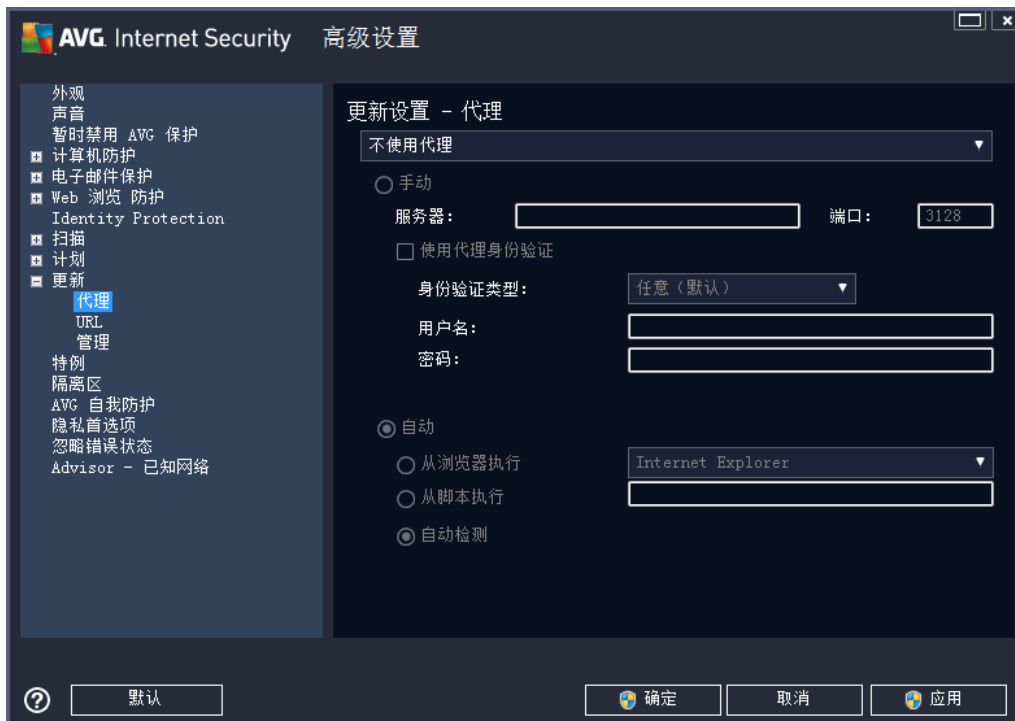 AVG. Internet Security 高级设置
外观
声音
暂时禁用 AVG 保护
计算机防护
电子邮件保护
Web 浏览 防护
Identity Protection
扫描
计划
更新
代理
URL
管理
特例
隔离区
AVG 自我防护
隐私首选项
忽略错误状态
Advisor - 已知网络
更新设置 - 代理
不使用代理
手动
服务器: 端口: 3128
使用代理身份验证
身份验证类型: 任意（默认）
用户名:
密码:
自动
从浏览器执行 Internet Explorer
从脚本执行
自动检测
默认 确定 取消 应用